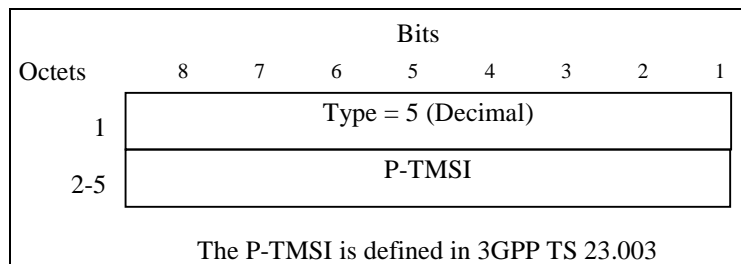 Bits
Octets 8 7 6 5 4 3 2 1
1 Type = 5 (Decimal)
2-5 P-TMSI
The P-TMSI is defined in 3GPP TS 23.003